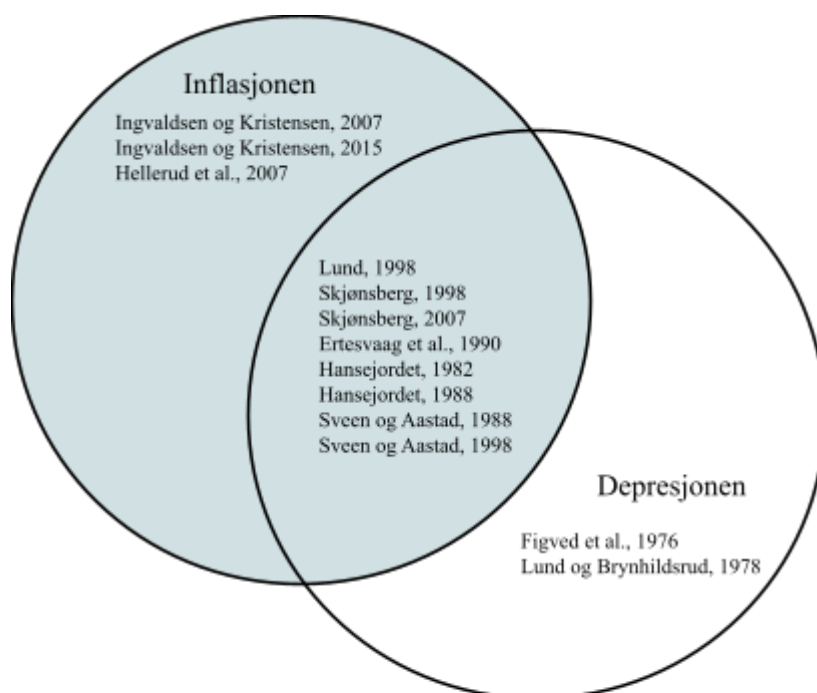 Inflasjonen
Ingvaldsen og Kristensen, 2007
Ingvaldsen og Kristensen, 2015
Hellerud et al., 2007
Lund, 1998
Skjønsberg, 1998
Skjønsberg, 2007
Ertesvaag et al., 1990
Hansejordet, 1982
Hansejordet, 1988
Sveen og Aastad, 1988
Sveen og Aastad, 1998
Depresjonen
Figved et al., 1976
Lund og Brynhildsrud, 1978